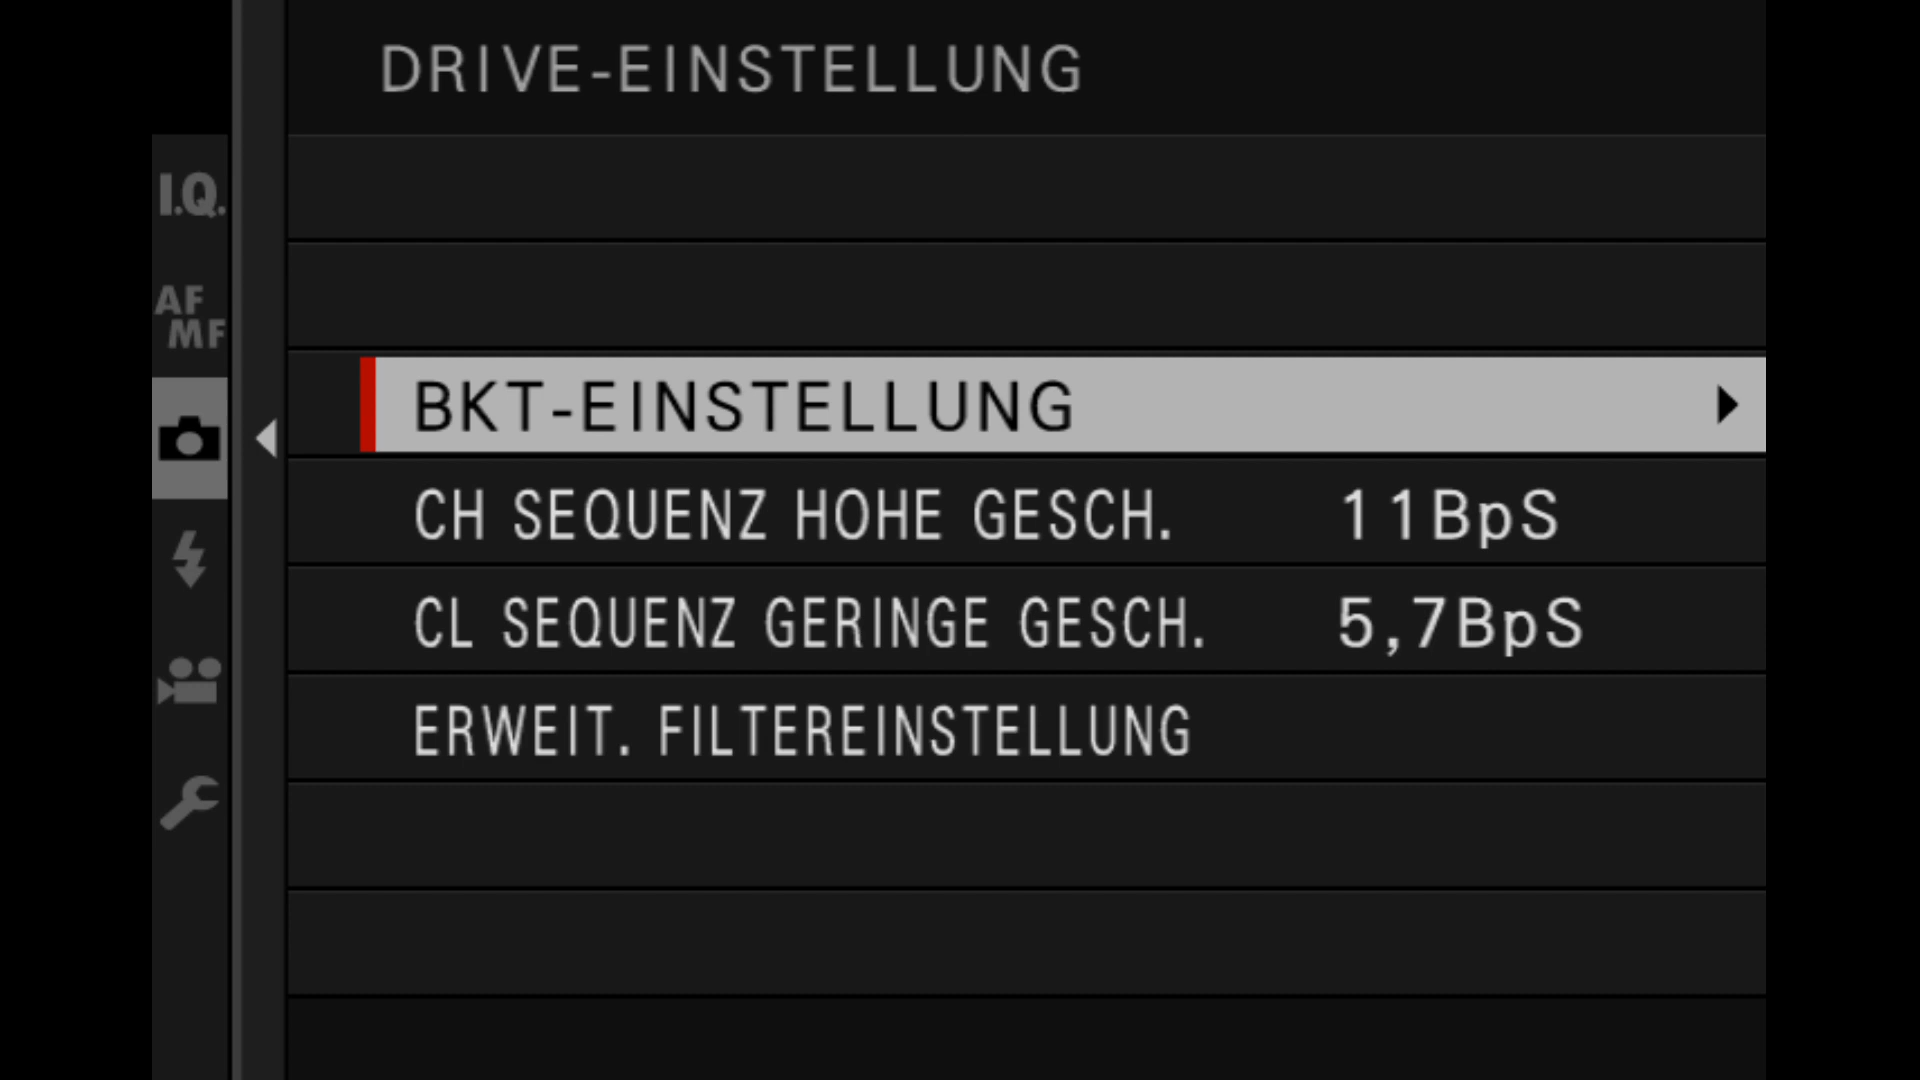 DRIVE-EINSTELLUNG
I.Q.
AF
MF
BKT-EINSTELLUNG
CH SEQUENZ HOHE GESCH. 11BpS
CL SEQUENZ GERINGE GESCH. 5,7BpS
ERWEIT. FILTEREINSTELLUNG